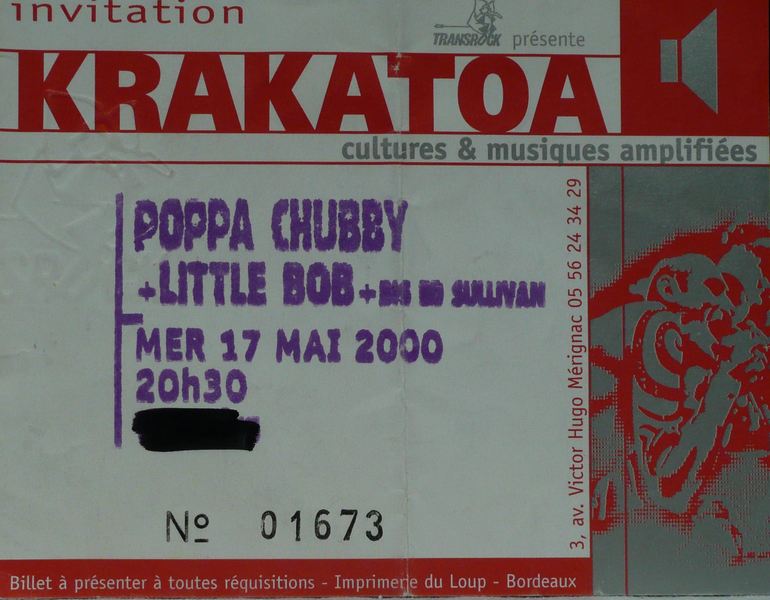 invitation
TRANSROCK présente
KRAKATOA
cultures & musiques amplifiées
POPPA CHUBBY
+ LITTLE BOB + BIG ED SULLIVAN
MER 17 MAI 2000
20h30
Nº 01673
3, av. Victor Hugo Mérignac 05 56 24 34 29
Billet à présenter à toutes réquisitions - Imprimerie du Loup - Bordeaux